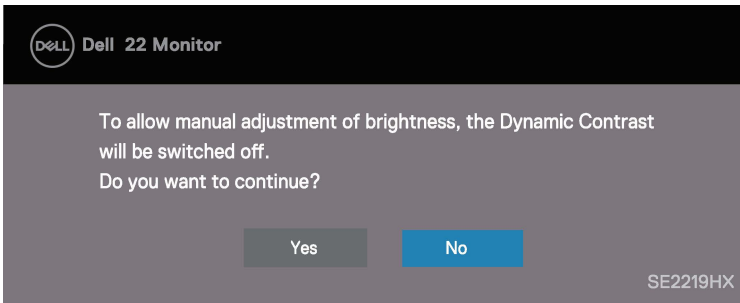 DELL Dell 22 Monitor
To allow manual adjustment of brightness, the Dynamic Contrast
will be switched off.
Do you want to continue?
Yes No
SE2219HX